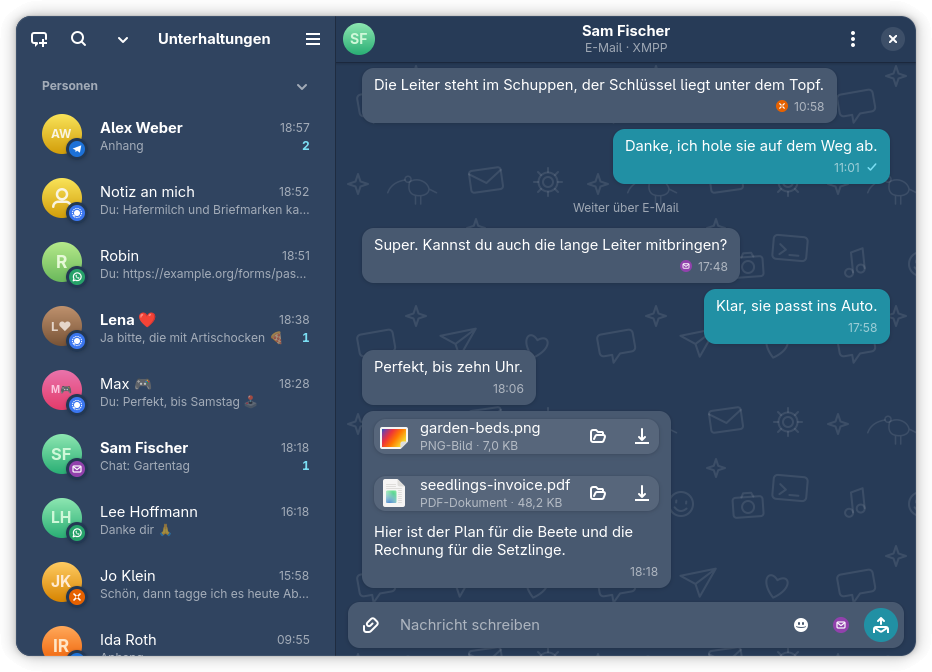 Unterhaltungen
Personen
AW
Alex Weber
18:57
Anhang
2
Notiz an mich
18:52
Du: Hafermilch und Briefmarken ka…
R
Robin
18:51
Du: https://example.org/forms/pas…
L❤
Lena ❤️
18:38
Ja bitte, die mit Artischocken 🍕
1
M🎮
Max 🎮
18:28
Du: Perfekt, bis Samstag 🕹️
SF
Sam Fischer
18:18
Chat: Gartentag
1
LH
Lee Hoffmann
16:18
Danke dir 🙏
JK
Jo Klein
15:58
Schön, dann tagge ich es heute Ab…
IR
Ida Roth
09:55
Anhang
SF
Sam Fischer
E-Mail · XMPP
Die Leiter steht im Schuppen, der Schlüssel liegt unter dem Topf.
10:58
Danke, ich hole sie auf dem Weg ab.
11:01 ✓
Weiter über E-Mail
Super. Kannst du auch die lange Leiter mitbringen?
17:48
Klar, sie passt ins Auto.
17:58
Perfekt, bis zehn Uhr.
18:06
garden-beds.png
PNG-Bild · 7,0 KB
seedlings-invoice.pdf
PDF-Dokument · 48,2 KB
Hier ist der Plan für die Beete und die
Rechnung für die Setzlinge.
18:18
Nachricht schreiben